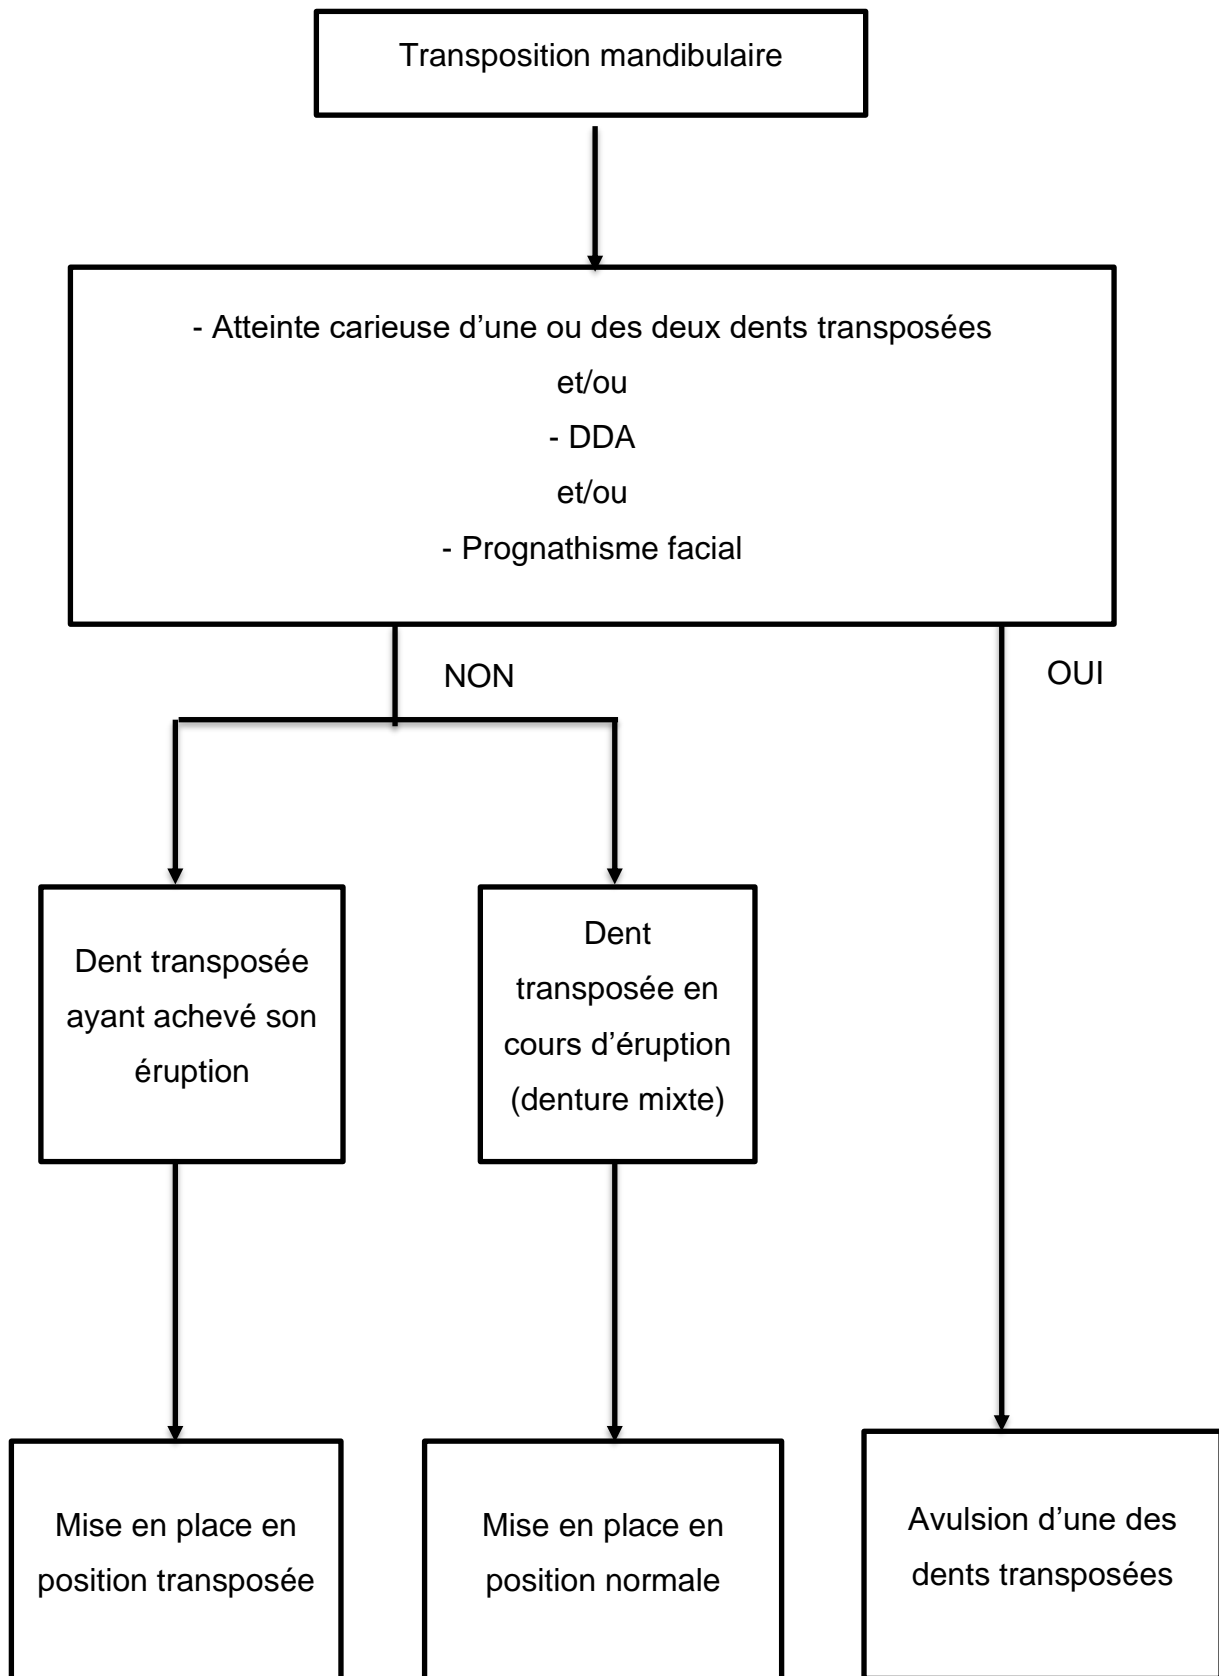 Transposition mandibulaire
- Atteinte carieuse d’une ou des deux dents transposées
et/ou
- DDA
et/ou
- Prognathisme facial
NON
OUI
Dent transposée
ayant achevé son
éruption
Dent
transposée en
cours d’éruption
(denture mixte)
Mise en place en
position transposée
Mise en place en
position normale
Avulsion d’une des
dents transposées